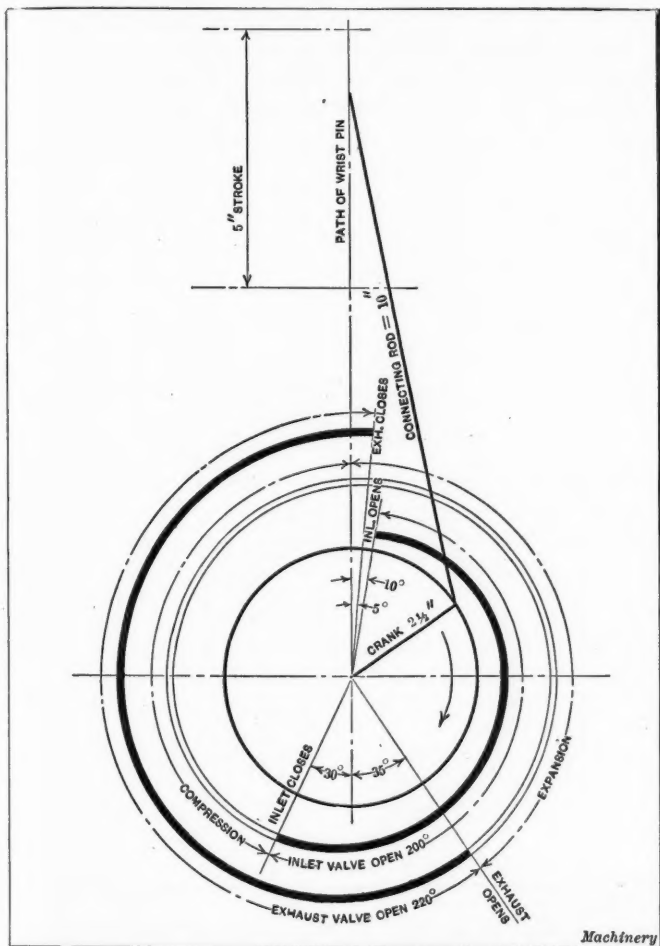 5" STROKE
PATH OF WRIST PIN
CONNECTING ROD = 10"
EXH. CLOSES
INL. OPENS
10°
5°
CRANK 2½"
INLET CLOSES
30°
35°
EXPANSION
COMPRESSION
INLET VALVE OPEN 200°
EXHAUST VALVE OPEN 220°
EXHAUST
OPENS
Machinery